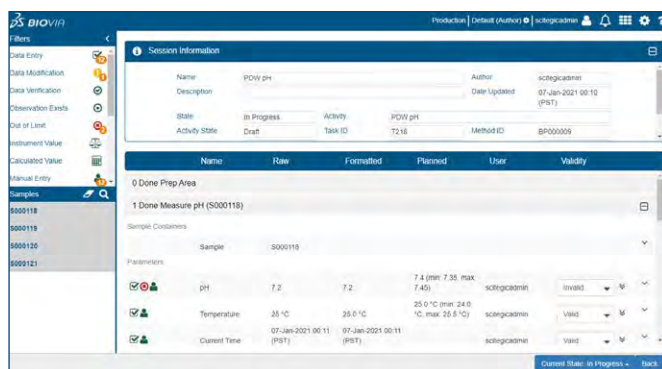 3S BIOVIA
Production | Default (Author) | scitegicadmin
Filters
Data Entry
Data Modification
Data Verification
Observation Exists
Out of Limit
Instrument Value
Calculated Value
Manual Entry
Samples
S000118
S000119
S000120
S000121
Session Information
Name PDW pH Author scitegicadmin
Description Date Updated 07-Jan-2021 00:10 (PST)
State In Progress Activity PDW pH
Activity State Draft Task ID 7218 Method ID BP000009
Name Raw Formatted Planned User Validity
0 Done Prep Area
1 Done Measure pH (S000118)
Sample Containers
Sample S000118
Parameters
pH 7.2 7.2 7.4 (min: 7.35, max: 7.45) scitegicadmin Invalid
Temperature 25 °C 25.0 °C 25.0 °C (min: 24.0 °C, max: 25.5 °C) scitegicadmin Valid
Current Time 07-Jan-2021 00:11 (PST) 07-Jan-2021 00:11 (PST) scitegicadmin Valid
Current State: In Progress Back